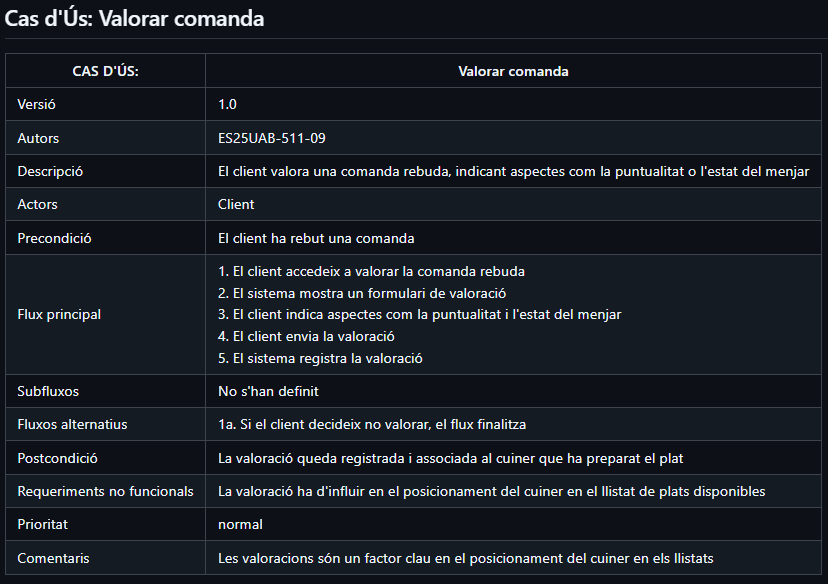 Cas d'Ús: Valorar comanda
CAS D'ÚS: Valorar comanda
Versió 1.0
Autors ES25UAB-511-09
Descripció El client valora una comanda rebuda, indicant aspectes com la puntualitat o l'estat del menjar
Actors Client
Precondició El client ha rebut una comanda
Flux principal
1. El client accedeix a valorar la comanda rebuda
2. El sistema mostra un formulari de valoració
3. El client indica aspectes com la puntualitat i l'estat del menjar
4. El client envia la valoració
5. El sistema registra la valoració
Subfluxos No s'han definit
Fluxos alternatius 1a. Si el client decideix no valorar, el flux finalitza
Postcondició La valoració queda registrada i associada al cuiner que ha preparat el plat
Requeriments no funcionals La valoració ha d'influir en el posicionament del cuiner en el llistat de plats disponibles
Prioritat normal
Comentaris Les valoracions són un factor clau en el posicionament del cuiner en els llistats